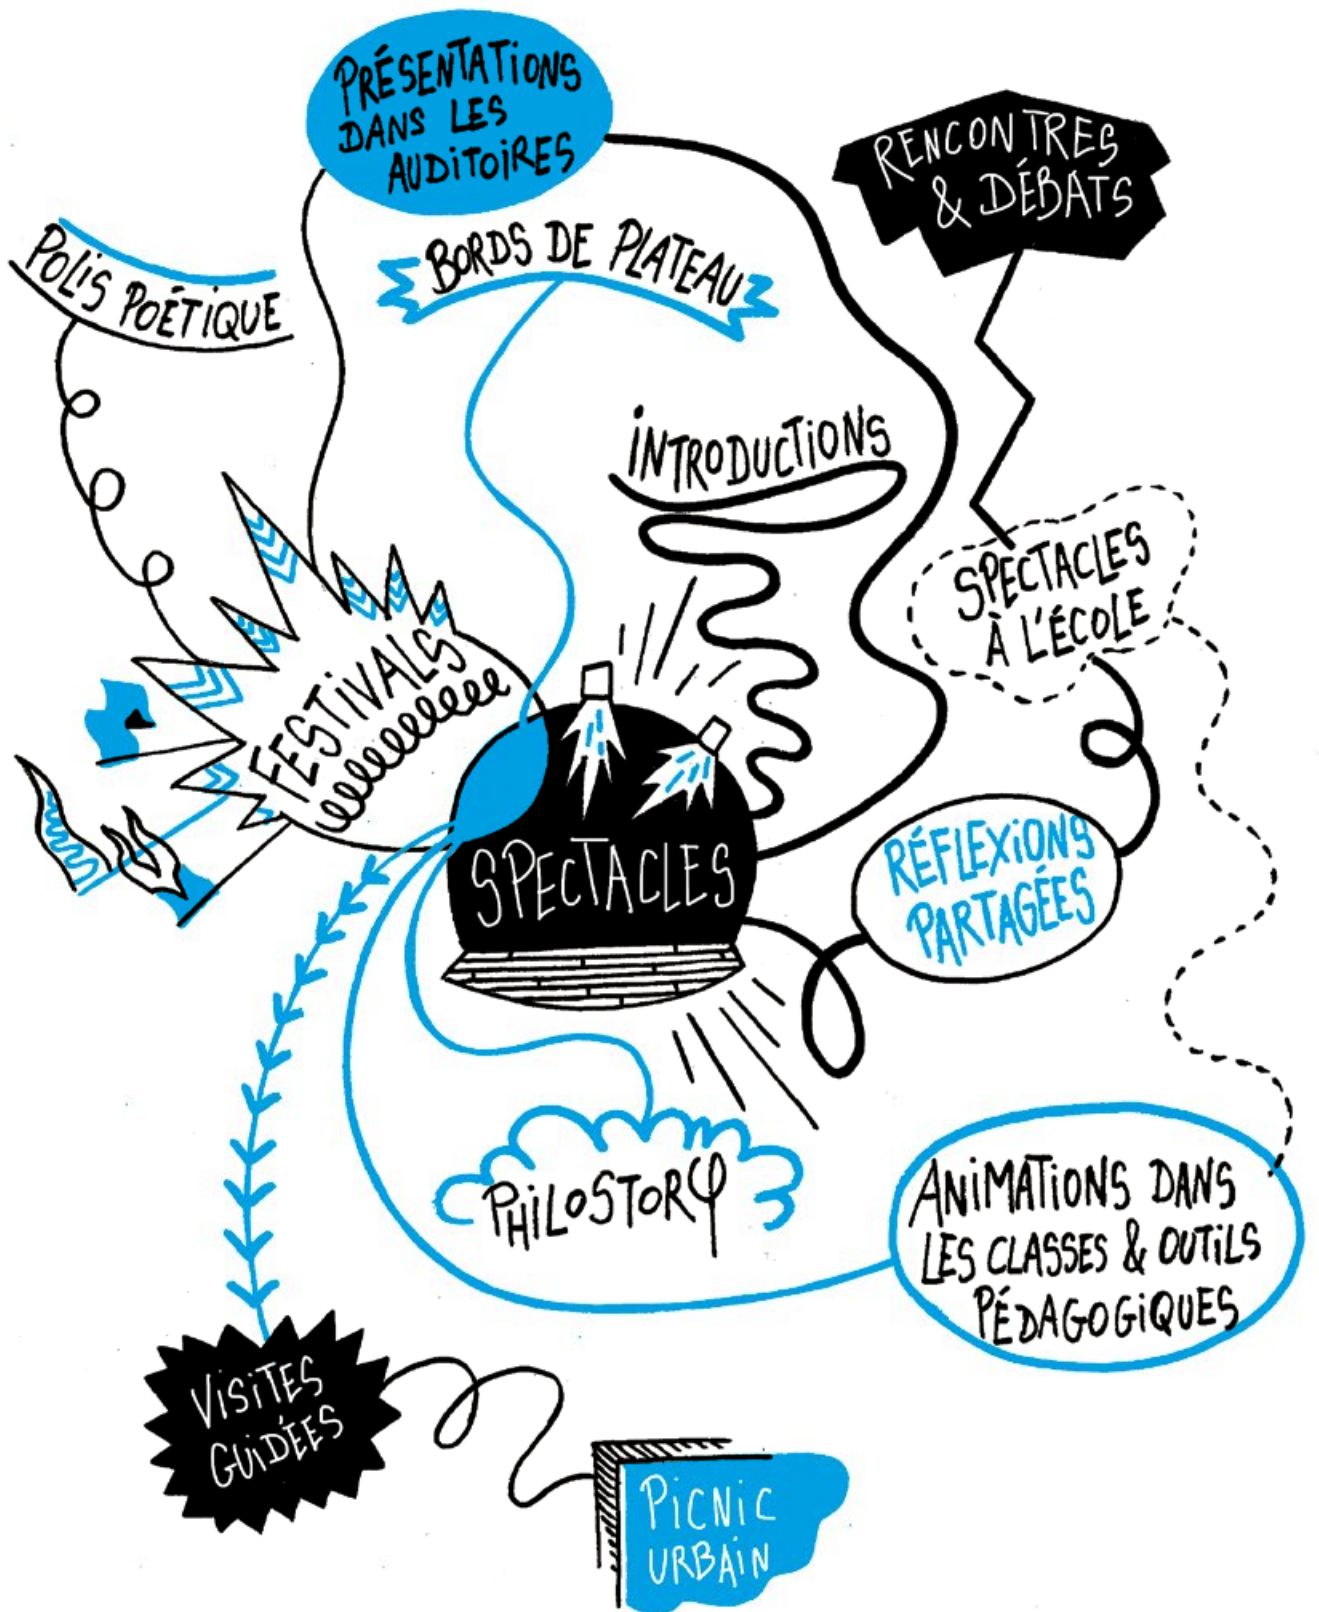 PRÉSENTATIONS
DANS LES
AUDITOIRES
RENCONTRES
& DÉBATS
POLIS POÉTIQUE
BORDS DE PLATEAU
INTRODUCTIONS
SPECTACLES
À L'ÉCOLE
FESTIVALS
SPECTACLES
RÉFLEXIONS
PARTAGÉES
PHILOSTORY
ANIMATIONS DANS
LES CLASSES & OUTILS
PÉDAGOGIQUES
VISITES
GUIDÉES
PICNIC
URBAIN